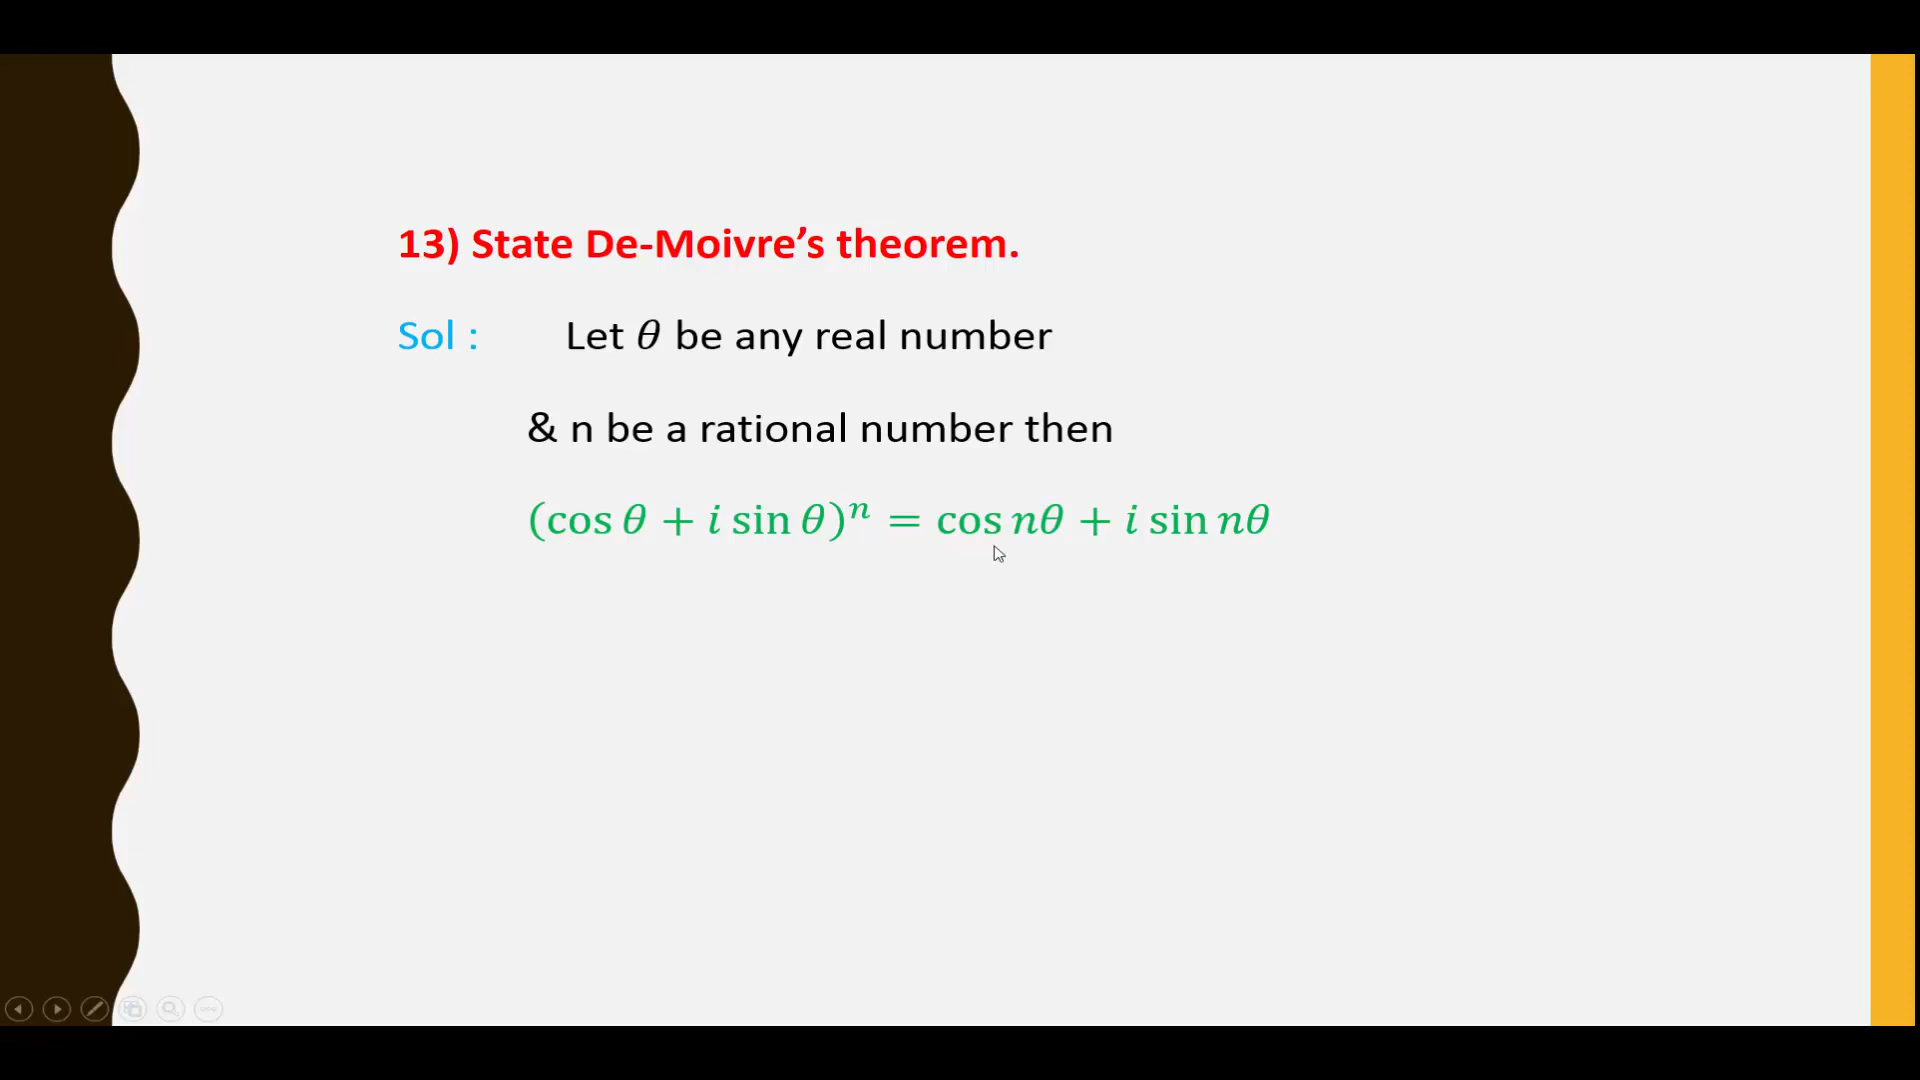 13) State De-Moivre’s theorem.
Sol : Let θ be any real number
& n be a rational number then
(cos θ + i sin θ)ⁿ = cos nθ + i sin nθ